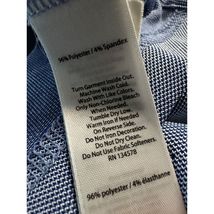 96% Polyester / 4% Spandex
Turn Garment Inside Out.
Machine Wash Cold.
Wash With Like Colors.
Only Non-Chlorine Bleach
When Needed.
Tumble Dry Low.
Warm Iron If Needed
On Reverse Side.
Do Not Iron Decoration.
Do Not Dry Clean.
Do Not Use Fabric Softeners.
RN 134578
96% polyester / 4% élasthanne